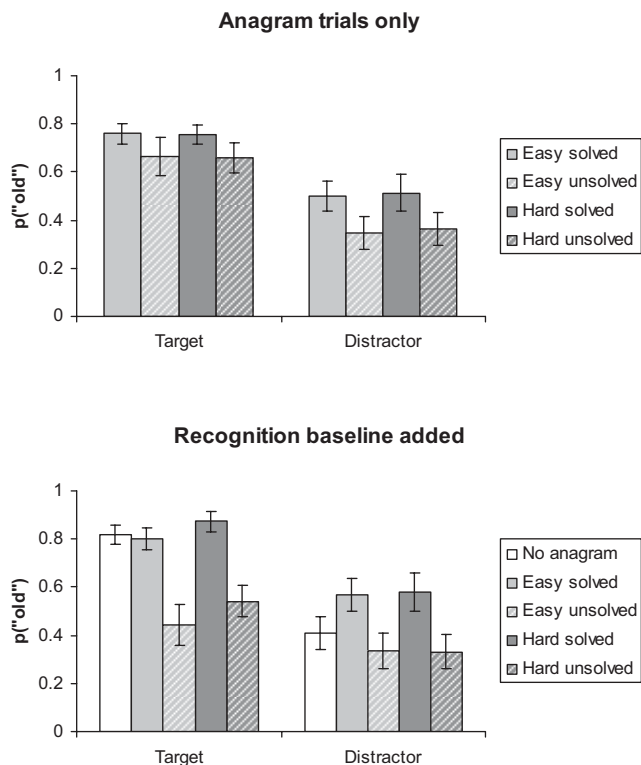 Anagram trials only
1
0.8
0.6
0.4
0.2
0
p("old")
Target Distractor
Easy solved
Easy unsolved
Hard solved
Hard unsolved
Recognition baseline added
1
0.8
0.6
0.4
0.2
0
p("old")
Target Distractor
No anagram
Easy solved
Easy unsolved
Hard solved
Hard unsolved